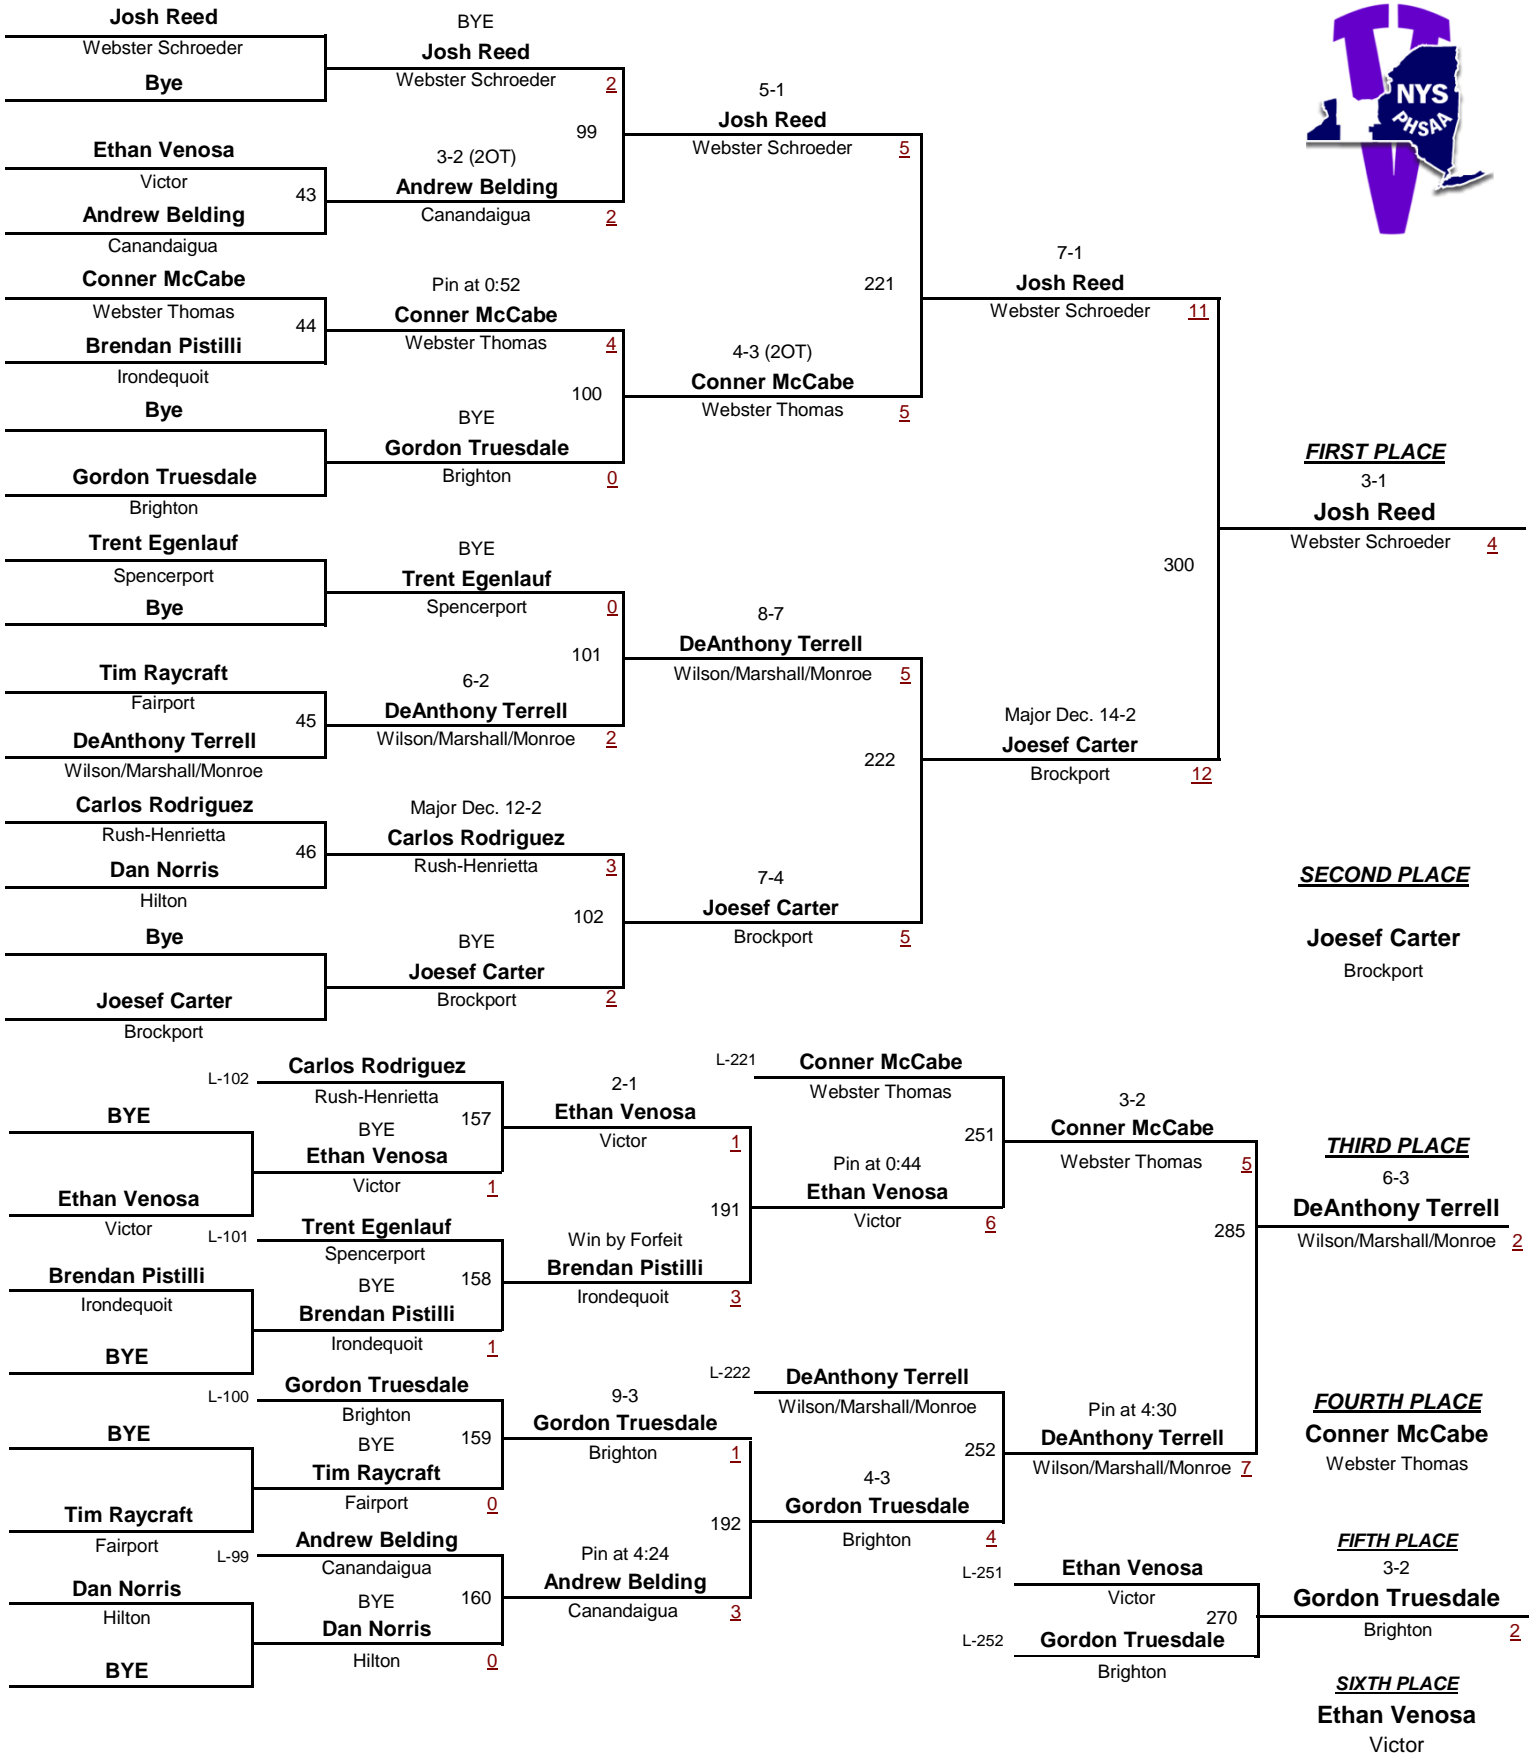 Josh Reed
Webster Schroeder
Bye
Ethan Venosa
Victor
43
Andrew Belding
Canandaigua
Conner McCabe
Webster Thomas
44
Brendan Pistilli
Irondequoit
Bye
Gordon Truesdale
Brighton
Trent Egenlauf
Spencerport
Bye
Tim Raycraft
Fairport
45
DeAnthony Terrell
Wilson/Marshall/Monroe
Carlos Rodriguez
Rush-Henrietta
46
Dan Norris
Hilton
Bye
Joesef Carter
Brockport
BYE
Josh Reed
Webster Schroeder 2
99
3-2 (2OT)
Andrew Belding
Canandaigua 2
Pin at 0:52
Conner McCabe
Webster Thomas 4
100
BYE
Gordon Truesdale
Brighton 0
BYE
Trent Egenlauf
Spencerport 0
101
6-2
DeAnthony Terrell
Wilson/Marshall/Monroe 2
Major Dec. 12-2
Carlos Rodriguez
Rush-Henrietta 3
102
BYE
Joesef Carter
Brockport 2
5-1
Josh Reed
Webster Schroeder 5
221
4-3 (2OT)
Conner McCabe
Webster Thomas 5
8-7
DeAnthony Terrell
Wilson/Marshall/Monroe 5
222
7-4
Joesef Carter
Brockport 5
7-1
Josh Reed
Webster Schroeder 11
300
Major Dec. 14-2
Joesef Carter
Brockport 12
NYS
PHSAA
FIRST PLACE
3-1
Josh Reed
Webster Schroeder 4
SECOND PLACE
Joesef Carter
Brockport
BYE
Ethan Venosa
Victor
Brendan Pistilli
Irondequoit
BYE
BYE
Tim Raycraft
Fairport
Dan Norris
Hilton
BYE
L-102 Carlos Rodriguez
Rush-Henrietta
157
BYE
Ethan Venosa
Victor 1
L-101 Trent Egenlauf
Spencerport
158
BYE
Brendan Pistilli
Irondequoit 1
L-100 Gordon Truesdale
Brighton
159
BYE
Tim Raycraft
Fairport 0
L-99 Andrew Belding
Canandaigua
160
BYE
Dan Norris
Hilton 0
2-1
Ethan Venosa
Victor 1
191
Win by Forfeit
Brendan Pistilli
Irondequoit 3
9-3
Gordon Truesdale
Brighton 1
192
Pin at 4:24
Andrew Belding
Canandaigua 3
L-221 Conner McCabe
Webster Thomas
251
Pin at 0:44
Ethan Venosa
Victor 6
L-222 DeAnthony Terrell
Wilson/Marshall/Monroe
252
4-3
Gordon Truesdale
Brighton 4
3-2
Conner McCabe
Webster Thomas 5
285
Pin at 4:30
DeAnthony Terrell
Wilson/Marshall/Monroe 7
L-251 Ethan Venosa
Victor
270
L-252 Gordon Truesdale
Brighton
THIRD PLACE
6-3
DeAnthony Terrell
Wilson/Marshall/Monroe 2
FOURTH PLACE
Conner McCabe
Webster Thomas
FIFTH PLACE
3-2
Gordon Truesdale
Brighton 2
SIXTH PLACE
Ethan Venosa
Victor